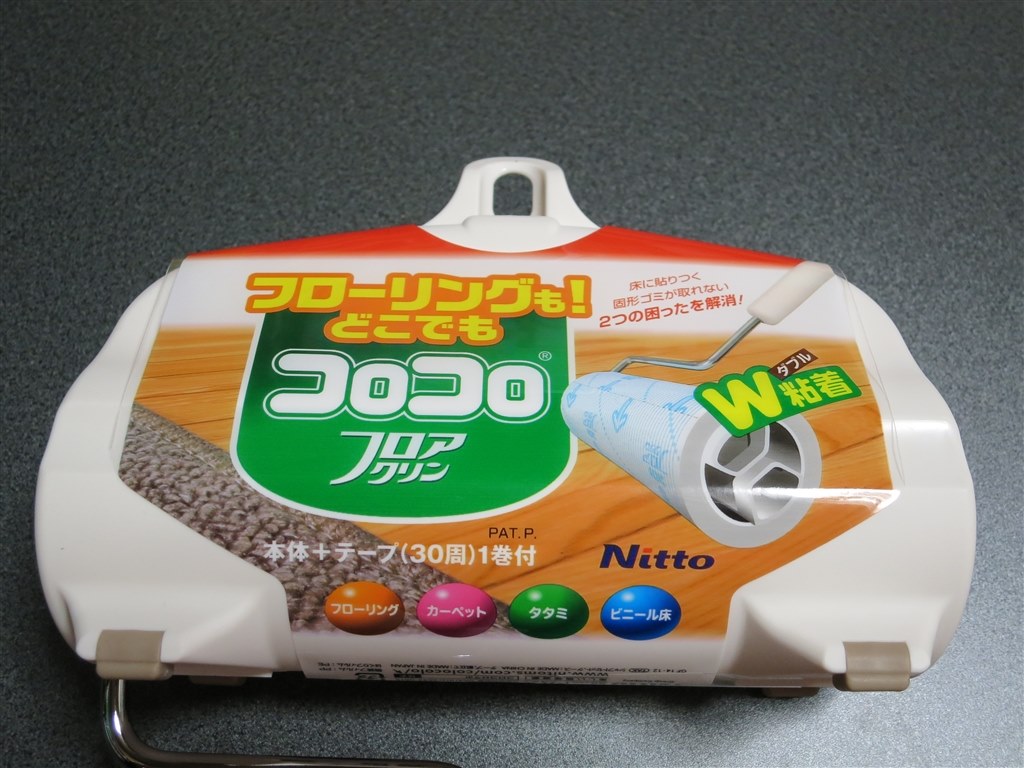 フローリングも!
どこでも
コロコロ®
フロア
クリン
床に貼りつく
固形ゴミが取れない
2つの困ったを解消!
ダブル
W粘着
PAT. P.
本体+テープ(30周)1巻付
Nitto
フローリング
カーペット
タタミ
ビニール床